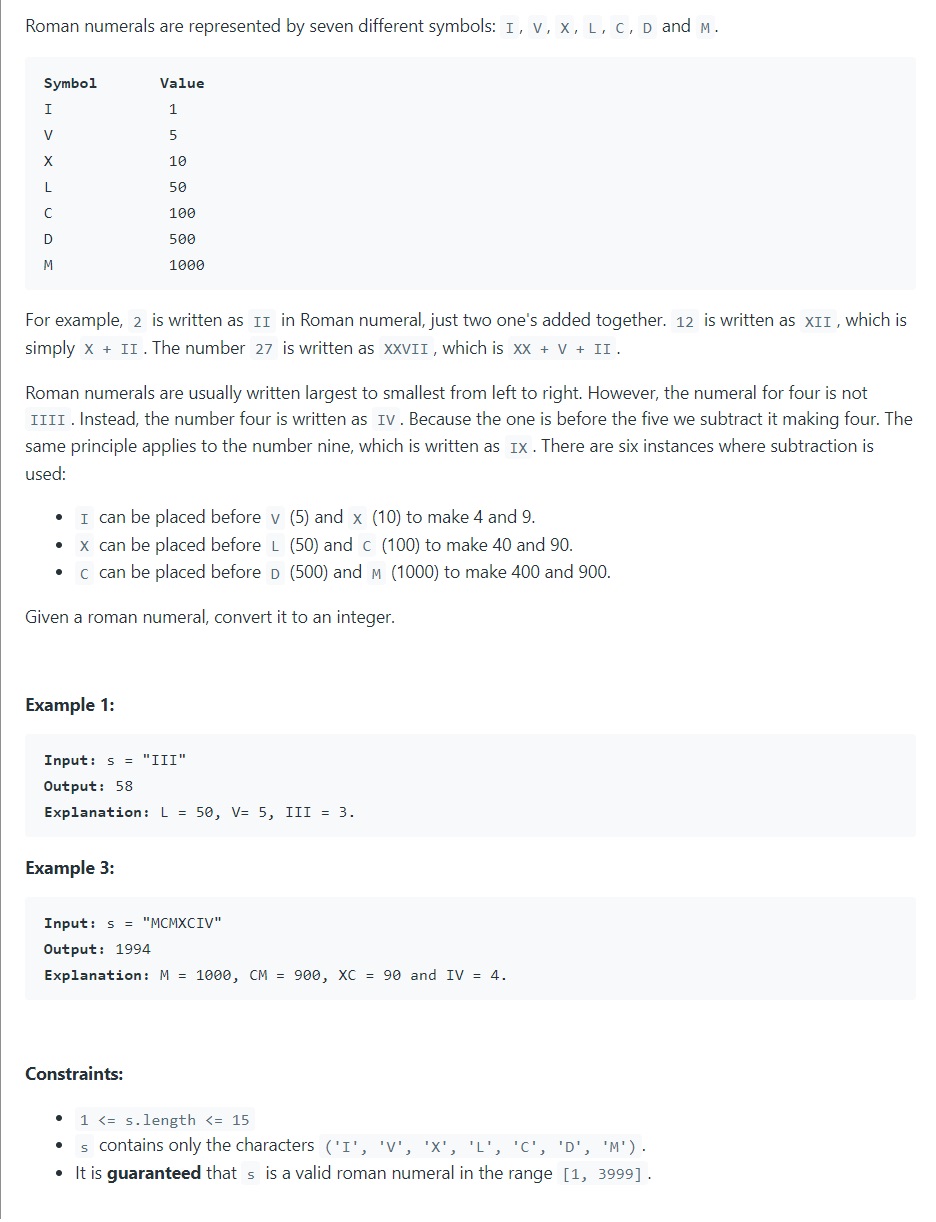 Roman numerals are represented by seven different symbols: I, V, X, L, C, D and M.
Symbol Value
I 1
V 5
X 10
L 50
C 100
D 500
M 1000
For example, 2 is written as II in Roman numeral, just two one's added together. 12 is written as XII, which is
simply X + II. The number 27 is written as XXVII, which is XX + V + II.
Roman numerals are usually written largest to smallest from left to right. However, the numeral for four is not
IIII. Instead, the number four is written as IV. Because the one is before the five we subtract it making four. The
same principle applies to the number nine, which is written as IX. There are six instances where subtraction is
used:
• I can be placed before V (5) and X (10) to make 4 and 9.
• X can be placed before L (50) and C (100) to make 40 and 90.
• C can be placed before D (500) and M (1000) to make 400 and 900.
Given a roman numeral, convert it to an integer.
Example 1:
Input: s = "III"
Output: 58
Explanation: L = 50, V= 5, III = 3.
Example 3:
Input: s = "MCMXCIV"
Output: 1994
Explanation: M = 1000, CM = 900, XC = 90 and IV = 4.
Constraints:
• 1 <= s.length <= 15
• s contains only the characters ('I', 'V', 'X', 'L', 'C', 'D', 'M').
• It is guaranteed that s is a valid roman numeral in the range [1, 3999].